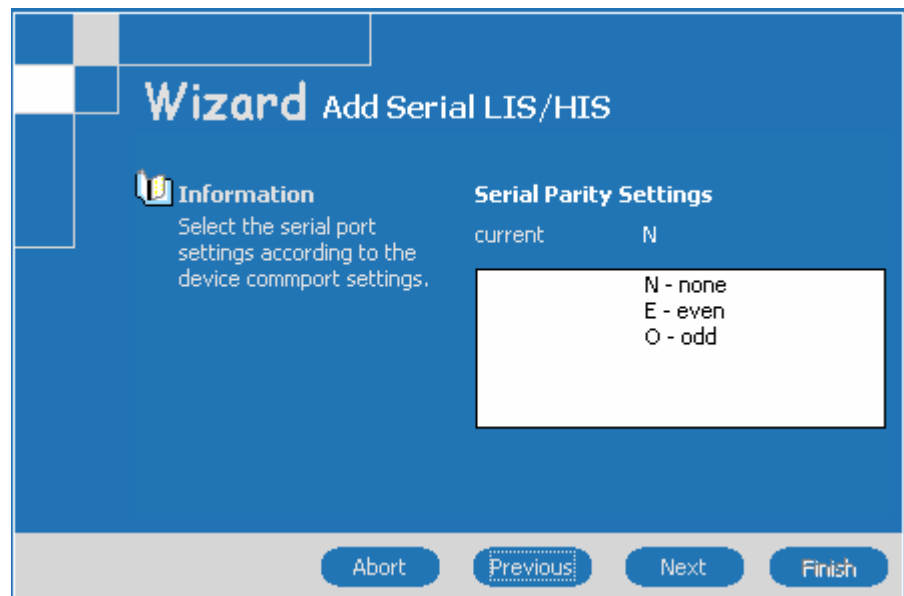 Wizard Add Serial LIS/HIS
Information
Select the serial port
settings according to the
device commport settings.
Serial Parity Settings
current N
N - none
E - even
O - odd
Abort Previous Next Finish